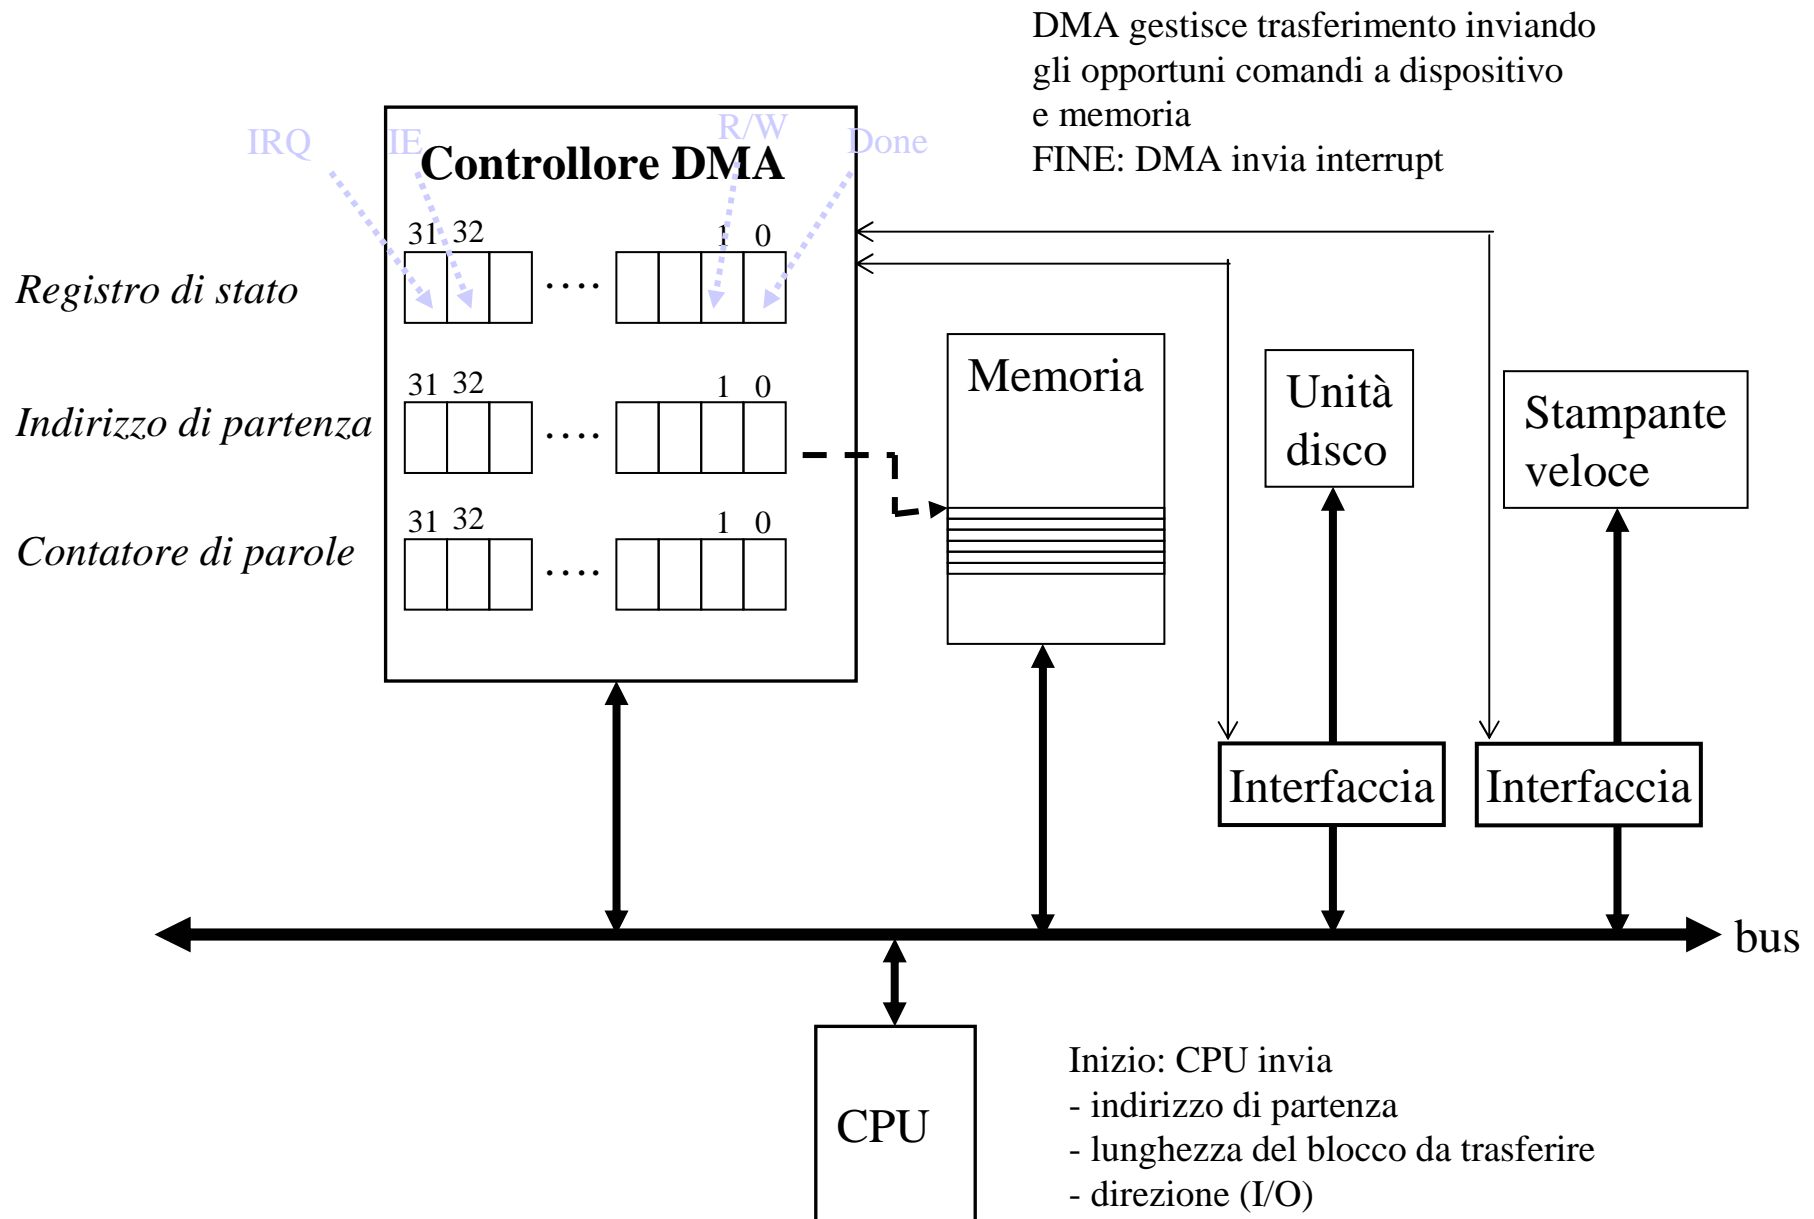 DMA gestisce trasferimento inviando
gli opportuni comandi a dispositivo
e memoria
FINE: DMA invia interrupt
IRQ IE R/W Done
Controllore DMA
31 32 1 0
Registro di stato ….
31 32 1 0
Indirizzo di partenza ….
31 32 1 0
Contatore di parole ….
Memoria
Unità
disco
Stampante
veloce
Interfaccia
Interfaccia
bus
CPU
Inizio: CPU invia
- indirizzo di partenza
- lunghezza del blocco da trasferire
- direzione (I/O)